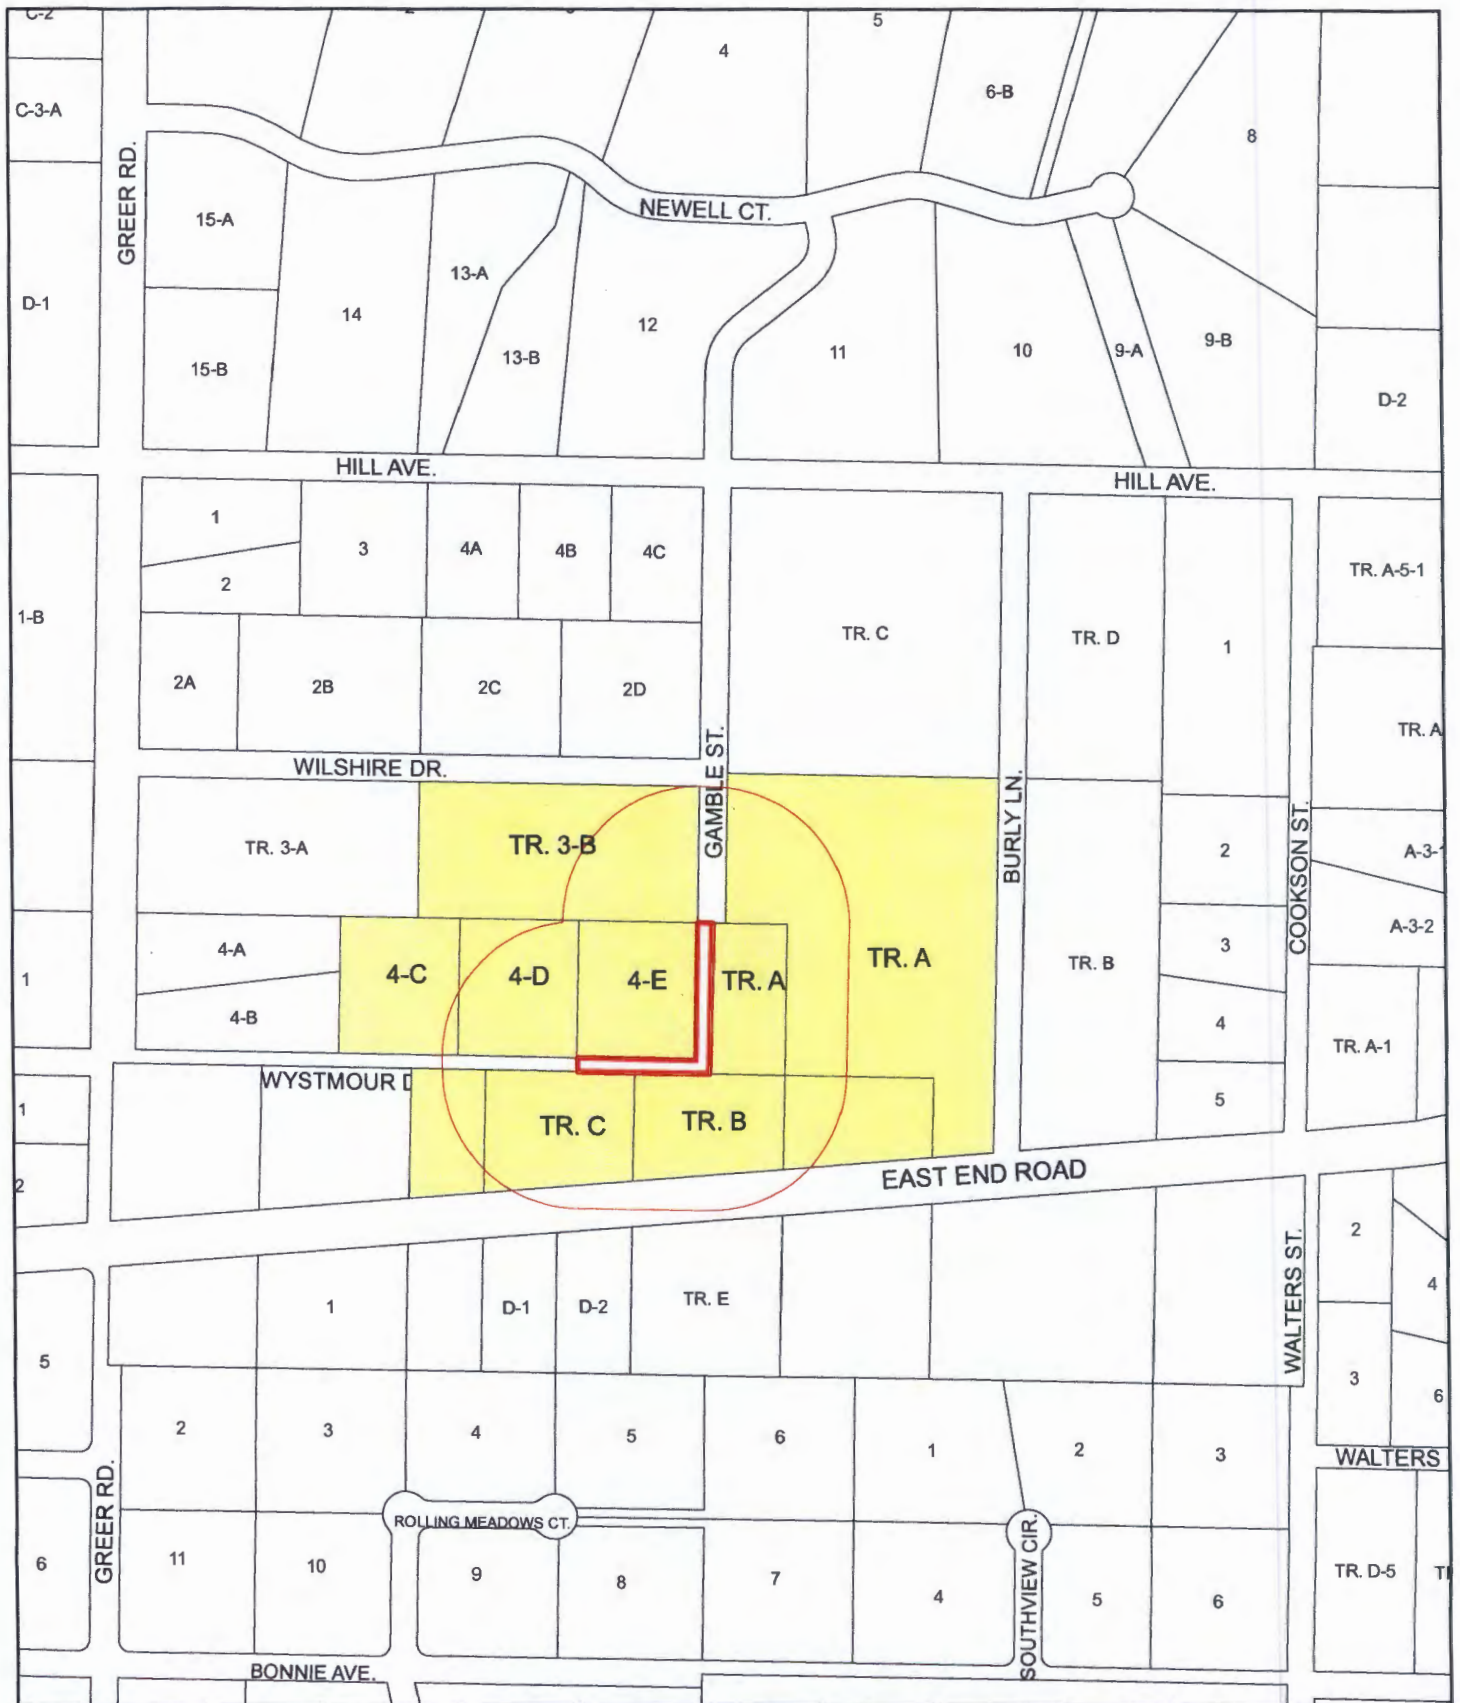 C-2
5
4
6-B
C-3-A
8
GREER RD.
15-A
NEWELL CT.
13-A
D-1
14
12
13-B
11
10
9-A
9-B
15-B
D-2
HILL AVE.
HILL AVE.
1
3
4A
4B
4C
2
TR. A-5-1
1-B
TR. C
TR. D
1
2A
2B
2C
2D
TR. A
GAMBLE ST.
WILSHIRE DR.
BURLY LN.
COOKSON ST.
TR. 3-A
TR. 3-B
2
A-3-
A-3-2
4-A
4-C
4-D
4-E
TR. A
TR. A
TR. B
3
1
4-B
4
TR. A-1
WYSTMOUR D
1
5
TR. C
TR. B
2
EAST END ROAD
2
WALTERS ST.
4
1
D-1
D-2
TR. E
5
3
6
2
3
4
5
6
1
2
3
WALTERS
GREER RD.
ROLLING MEADOWS CT.
SOUTHVIEW CIR.
6
11
10
9
8
7
4
5
6
TR. D-5
BONNIE AVE.